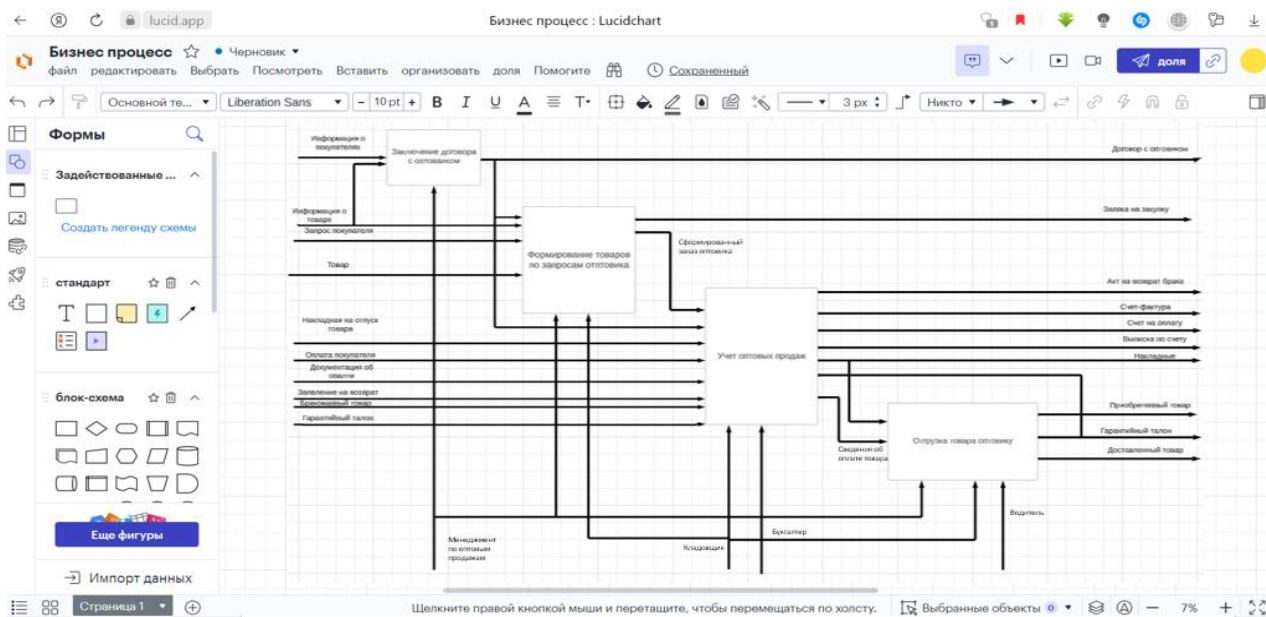 lucid.app
Бизнес процесс : Lucidchart
Бизнес процесс
Черновик
файл редактировать Выбрать Посмотреть Вставить организовать доля Помогите
Сохраненный
доля
Основной те...
Liberation Sans
- 10 pt +
B I U A
3 px
Никто
Формы
Задействованные ...
Создать легенду схемы
стандарт
T
блок-схема
Еще фигуры
Импорт данных
Информация о
покупателях
Заключение договора
с оптовиком
Договор с оптовиком
Информация о
товаре
Запрос покупателя
Товар
Формирование товаров
по запросам отптовика
Заявка на закупку
Сформированный
заказ оптовика
Накладная на отпуск
товара
Оплата покупателя
Документация об
оплате
Заявление на возврат
Бракованный товар
Гарантийный талон
Учет оптовых продаж
Акт на возврат брака
Счет-фактура
Счет на оплату
Выписка по счету
Накладные
Сведения об
оплате товара
Отгрузка товара оптовику
Приобретенный товар
Гарантийный талон
Доставленный товар
Менеджмент
по оптовым
продажам
Кладовщик
Бухгалтер
Водитель
Страница 1
Щелкните правой кнопкой мыши и перетащите, чтобы перемещаться по холсту.
Выбранные объекты 0
7%